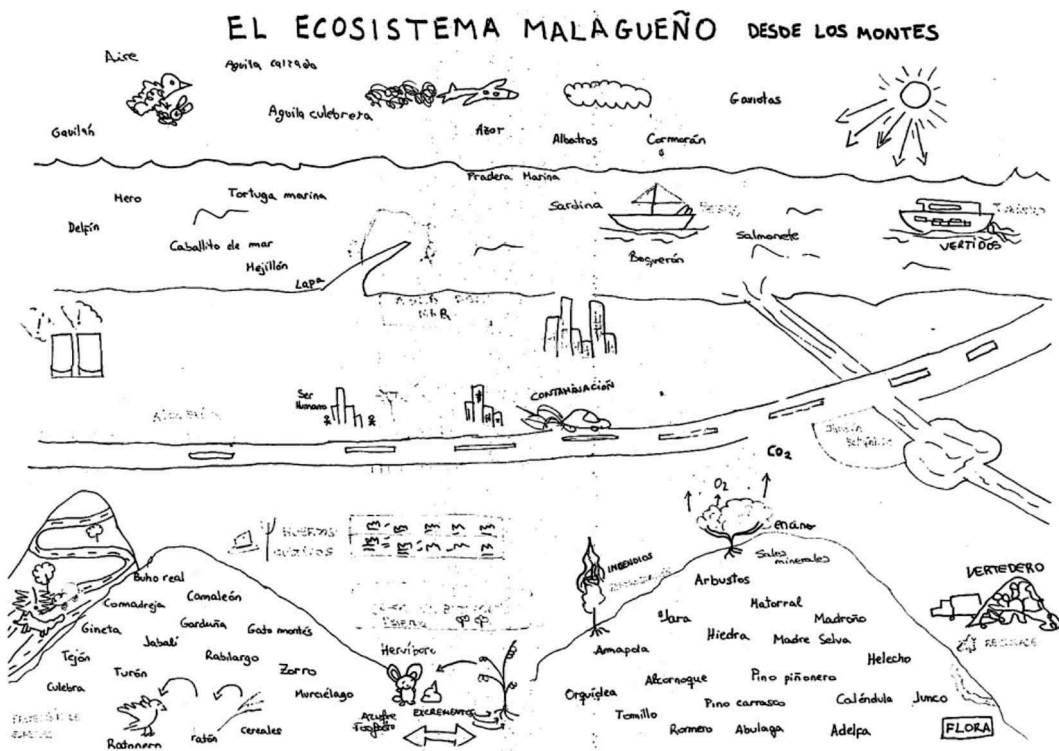 EL ECOSISTEMA MALAGUEÑO DESDE LOS MONTES
Aire
Aguila calzada
Gavilán
Aguila culebrera
Azor
Albatros
Cormorán
Gaviotas
Pradera Marina
Mero
Tortuga marina
Delfín
Caballito de mar
Mejillón
Lapa
Sardina
Boquerón
Salmonete
VERTIDOS
Ser
Humano
CONTAMINACIÓN
CO2
O2
encina
Sales
minerales
INCENDIOS
HUERTOS
VERTEDERO
RECICLAJE
Buho real
Comadreja
Camaleón
Gineta
Garduña
Gato montés
Jabalí
Tejón
Rabilargo
Turón
Zorro
Culebra
Murciélago
Ratonero
ratón
cereales
Herviboro
EXCREMENTOS
Azufre
Fosforo
Arbustos
Jara
Matorral
Madroño
Hiedra
Madre Selva
Amapola
Helecho
Alcornoque
Pino piñonero
Orquídea
Pino carrasco
Caléndula
Junco
Tomillo
Romero
Abulaga
Adelfa
FLORA